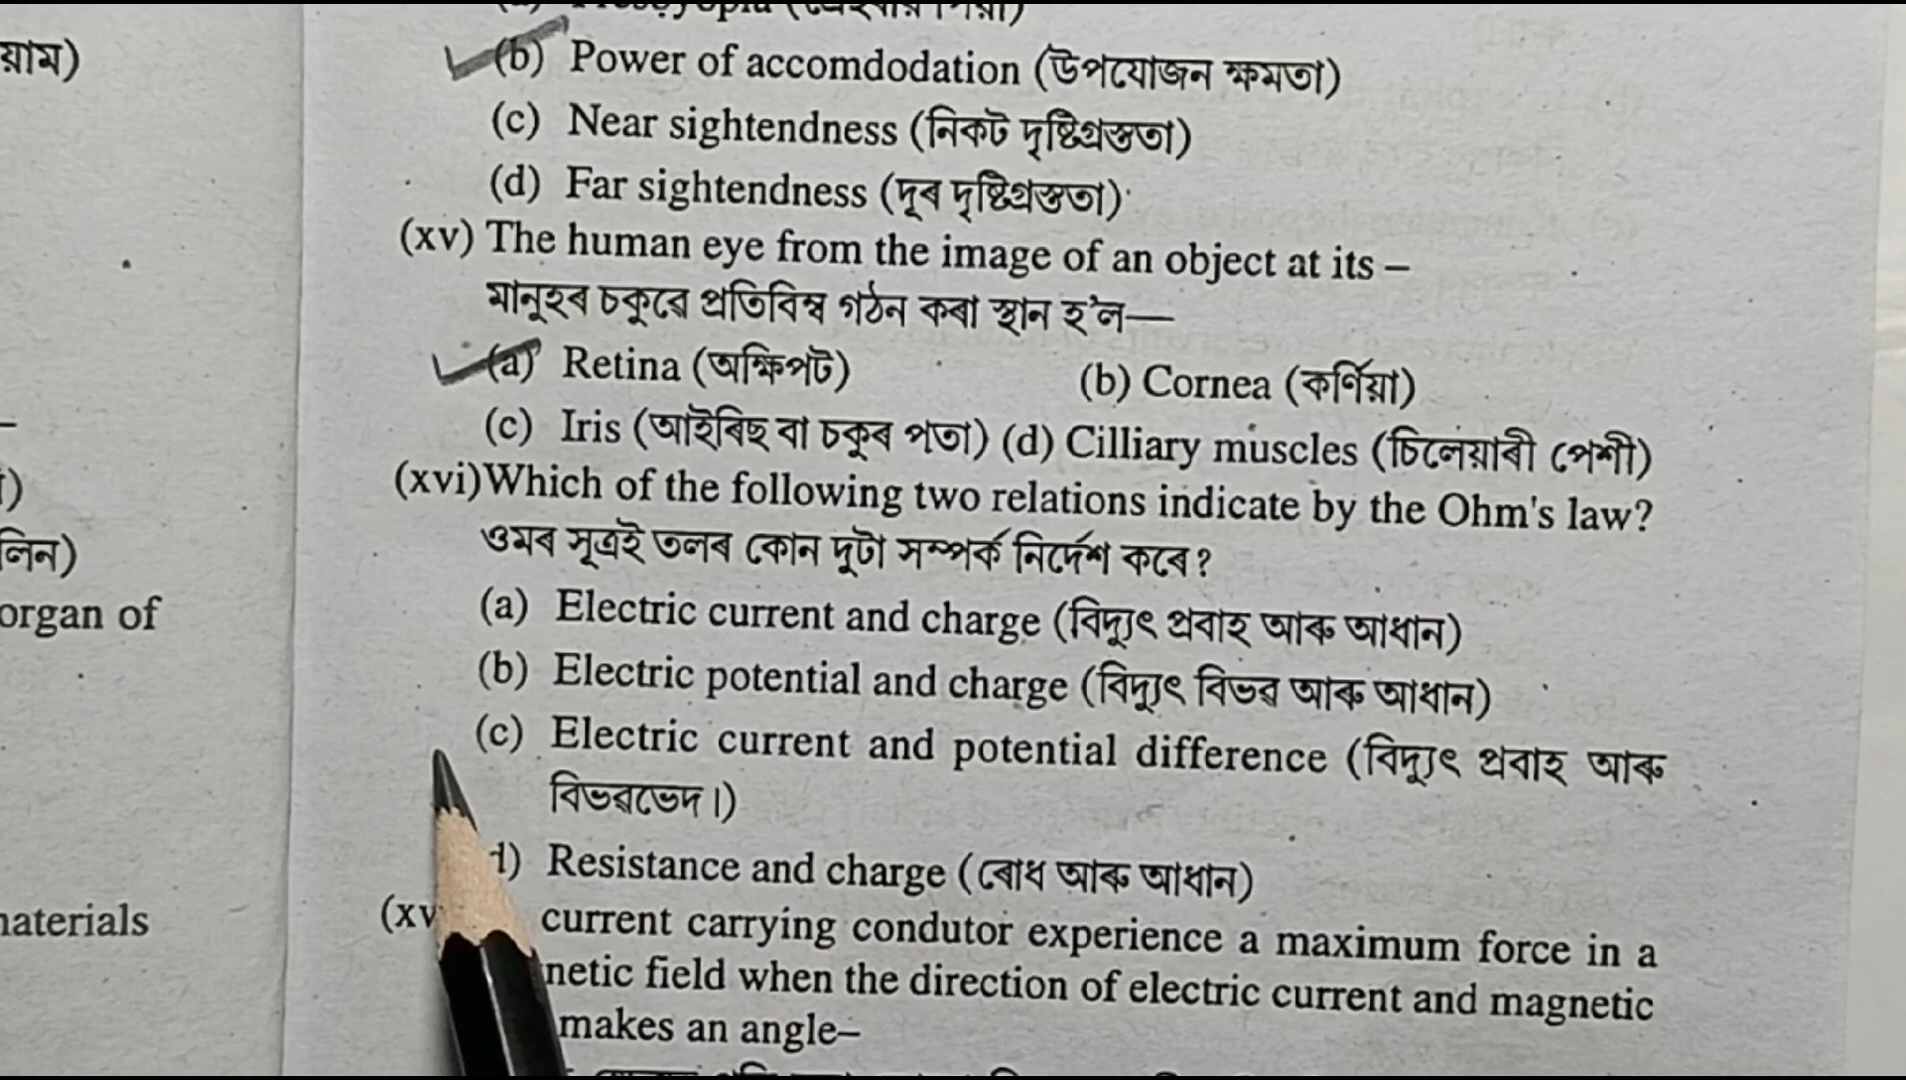 য়াম)
লিন)
organ of
materials
(b) Power of accomdodation (উপযোজন ক্ষমতা)
(c) Near sightendness (নিকট দৃষ্টিগ্ৰস্ততা)
(d) Far sightendness (দূৰ দৃষ্টিগ্ৰস্ততা)
(xv) The human eye from the image of an object at its –
মানুহৰ চকুৱে প্ৰতিবিম্ব গঠন কৰা স্থান হ'ল—
(a) Retina (অক্ষিপট) (b) Cornea (কৰ্ণিয়া)
(c) Iris (আইৰিছ বা চকুৰ পতা) (d) Cilliary muscles (চিলেয়াৰী পেশী)
(xvi) Which of the following two relations indicate by the Ohm's law?
ওমৰ সূত্ৰই তলৰ কোন দুটা সম্পৰ্ক নিৰ্দেশ কৰে?
(a) Electric current and charge (বিদ্যুৎ প্ৰবাহ আৰু আধান)
(b) Electric potential and charge (বিদ্যুৎ বিভৱ আৰু আধান)
(c) Electric current and potential difference (বিদ্যুৎ প্ৰবাহ আৰু
বিভৱভেদ।)
Resistance and charge (ৰোধ আৰু আধান)
current carrying condutor experience a maximum force in a
netic field when the direction of electric current and magnetic
makes an angle–